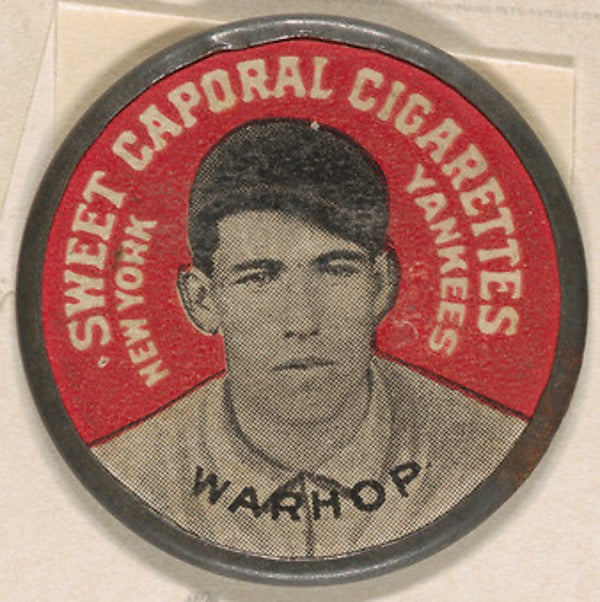 SWEET CAPORAL CIGARETTES
NEW YORK
YANKEES
WARHOP